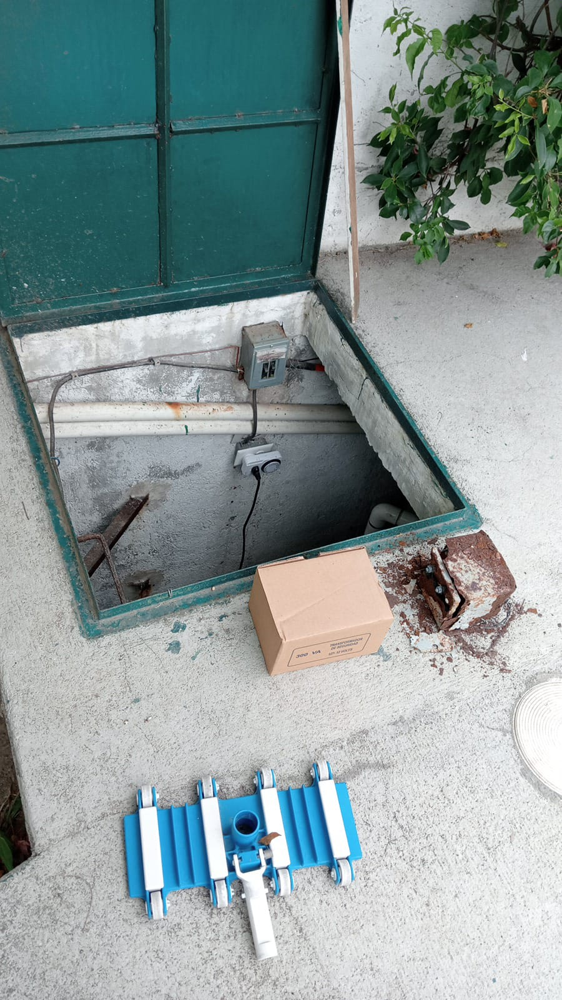 300 VA
TRANSFORMADOR
DE SEGURIDAD
127-12 VOLTS